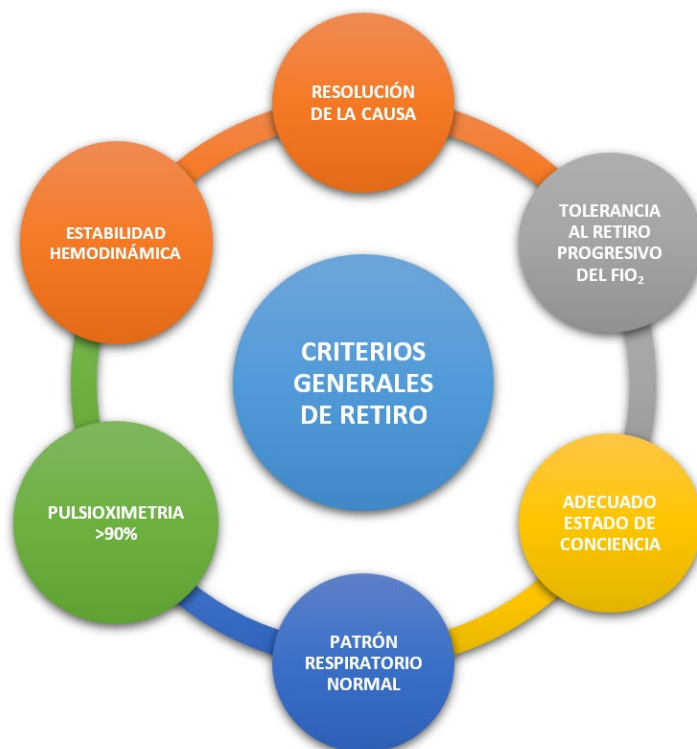 RESOLUCIÓN
DE LA CAUSA
TOLERANCIA
AL RETIRO
PROGRESIVO
DEL FIO₂
ADECUADO
ESTADO DE
CONCIENCIA
PATRÓN
RESPIRATORIO
NORMAL
PULSIOXIMETRIA
>90%
ESTABILIDAD
HEMODINÁMICA
CRITERIOS
GENERALES
DE RETIRO